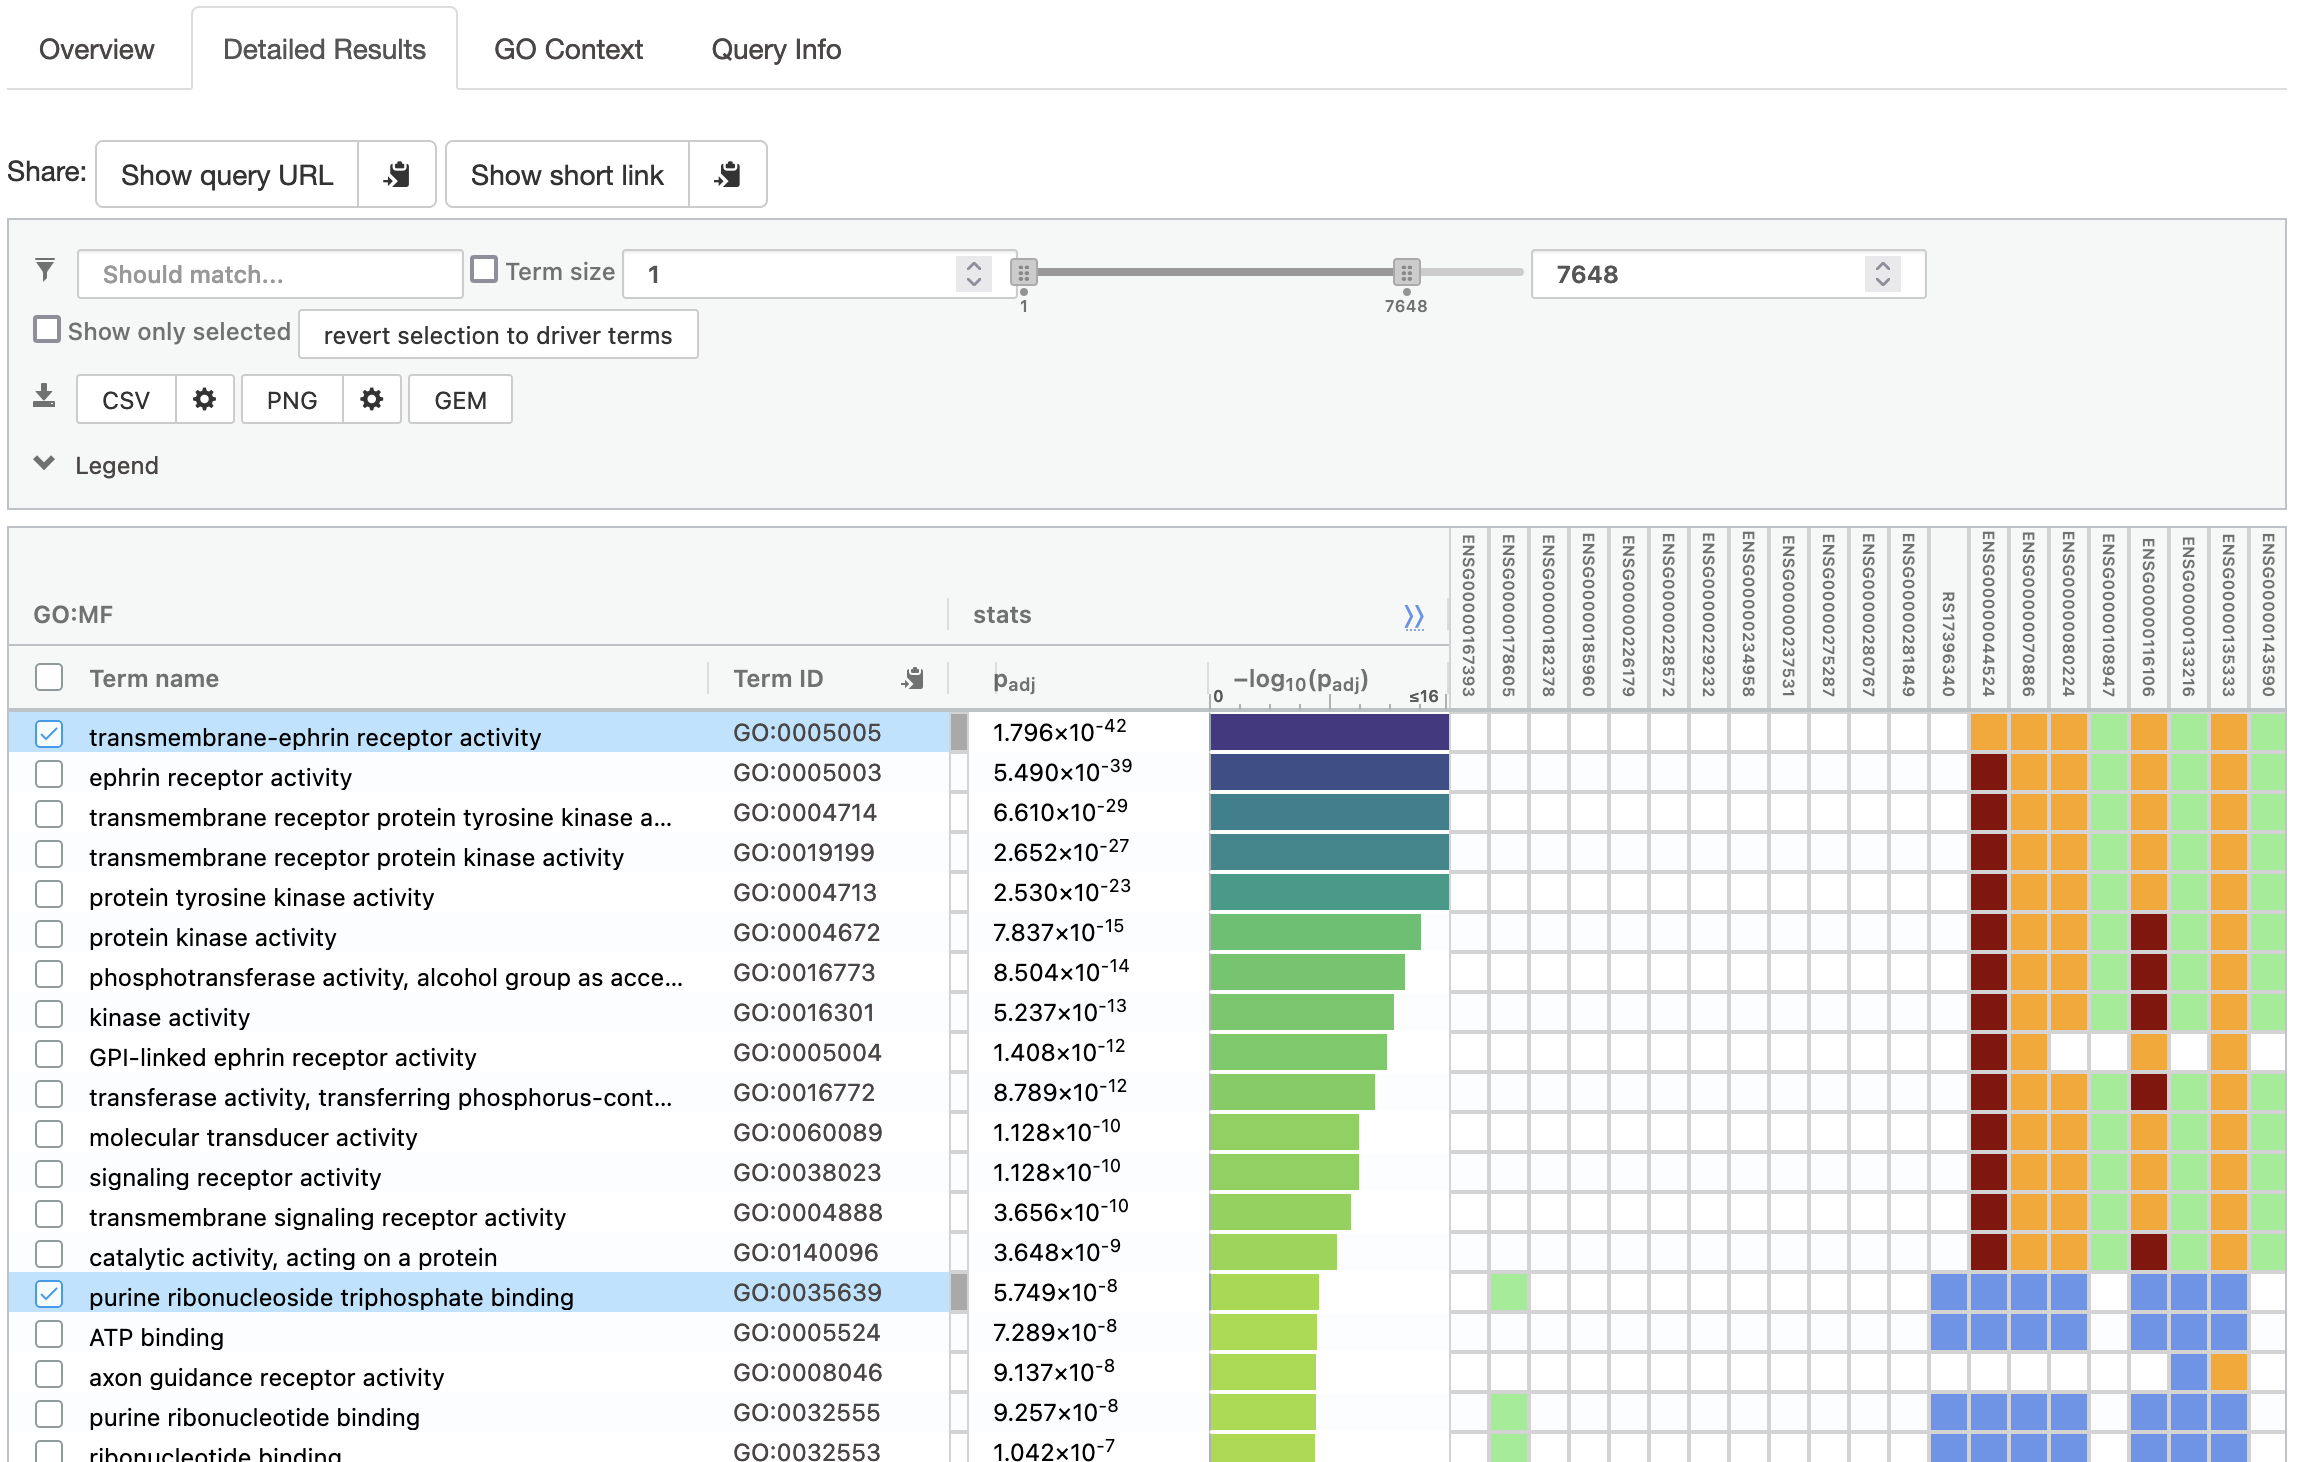 Overview Detailed Results GO Context Query Info
Share: Show query URL Show short link
Should match... Term size 1 1 7648 7648
Show only selected revert selection to driver terms
CSV PNG GEM
Legend
GO:MF stats »
ENSG00000167393 ENSG00000178605 ENSG00000182378 ENSG00000185960 ENSG00000226179 ENSG00000228572 ENSG00000229232 ENSG00000234958 ENSG00000237531 ENSG00000275287 ENSG00000280767 ENSG00000281849 RS17396340 ENSG00000044524 ENSG00000070886 ENSG00000080224 ENSG00000108947 ENSG00000116106 ENSG00000133216 ENSG00000135333 ENSG00000143590
Term name Term ID padj −log10(padj) 0 ≤16
transmembrane-ephrin receptor activity GO:0005005 1.796×10-42
ephrin receptor activity GO:0005003 5.490×10-39
transmembrane receptor protein tyrosine kinase a... GO:0004714 6.610×10-29
transmembrane receptor protein kinase activity GO:0019199 2.652×10-27
protein tyrosine kinase activity GO:0004713 2.530×10-23
protein kinase activity GO:0004672 7.837×10-15
phosphotransferase activity, alcohol group as acce... GO:0016773 8.504×10-14
kinase activity GO:0016301 5.237×10-13
GPI-linked ephrin receptor activity GO:0005004 1.408×10-12
transferase activity, transferring phosphorus-cont... GO:0016772 8.789×10-12
molecular transducer activity GO:0060089 1.128×10-10
signaling receptor activity GO:0038023 1.128×10-10
transmembrane signaling receptor activity GO:0004888 3.656×10-10
catalytic activity, acting on a protein GO:0140096 3.648×10-9
purine ribonucleoside triphosphate binding GO:0035639 5.749×10-8
ATP binding GO:0005524 7.289×10-8
axon guidance receptor activity GO:0008046 9.137×10-8
purine ribonucleotide binding GO:0032555 9.257×10-8
ribonucleotide binding GO:0032553 1.042×10-7